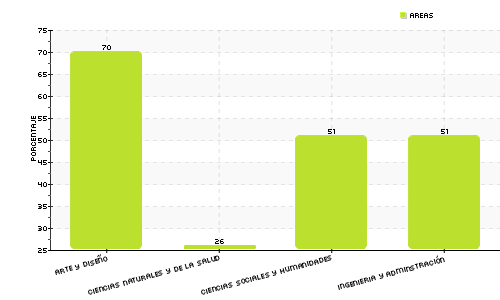 AREAS
PORCENTAJE
75
70
65
60
55
50
45
40
35
30
25
70
26
51
51
ARTE Y DISEÑO
CIENCIAS NATURALES Y DE LA SALUD
CIENCIAS SOCIALES Y HUMANIDADES
INGENIERIA Y ADMINSTRACIÓN